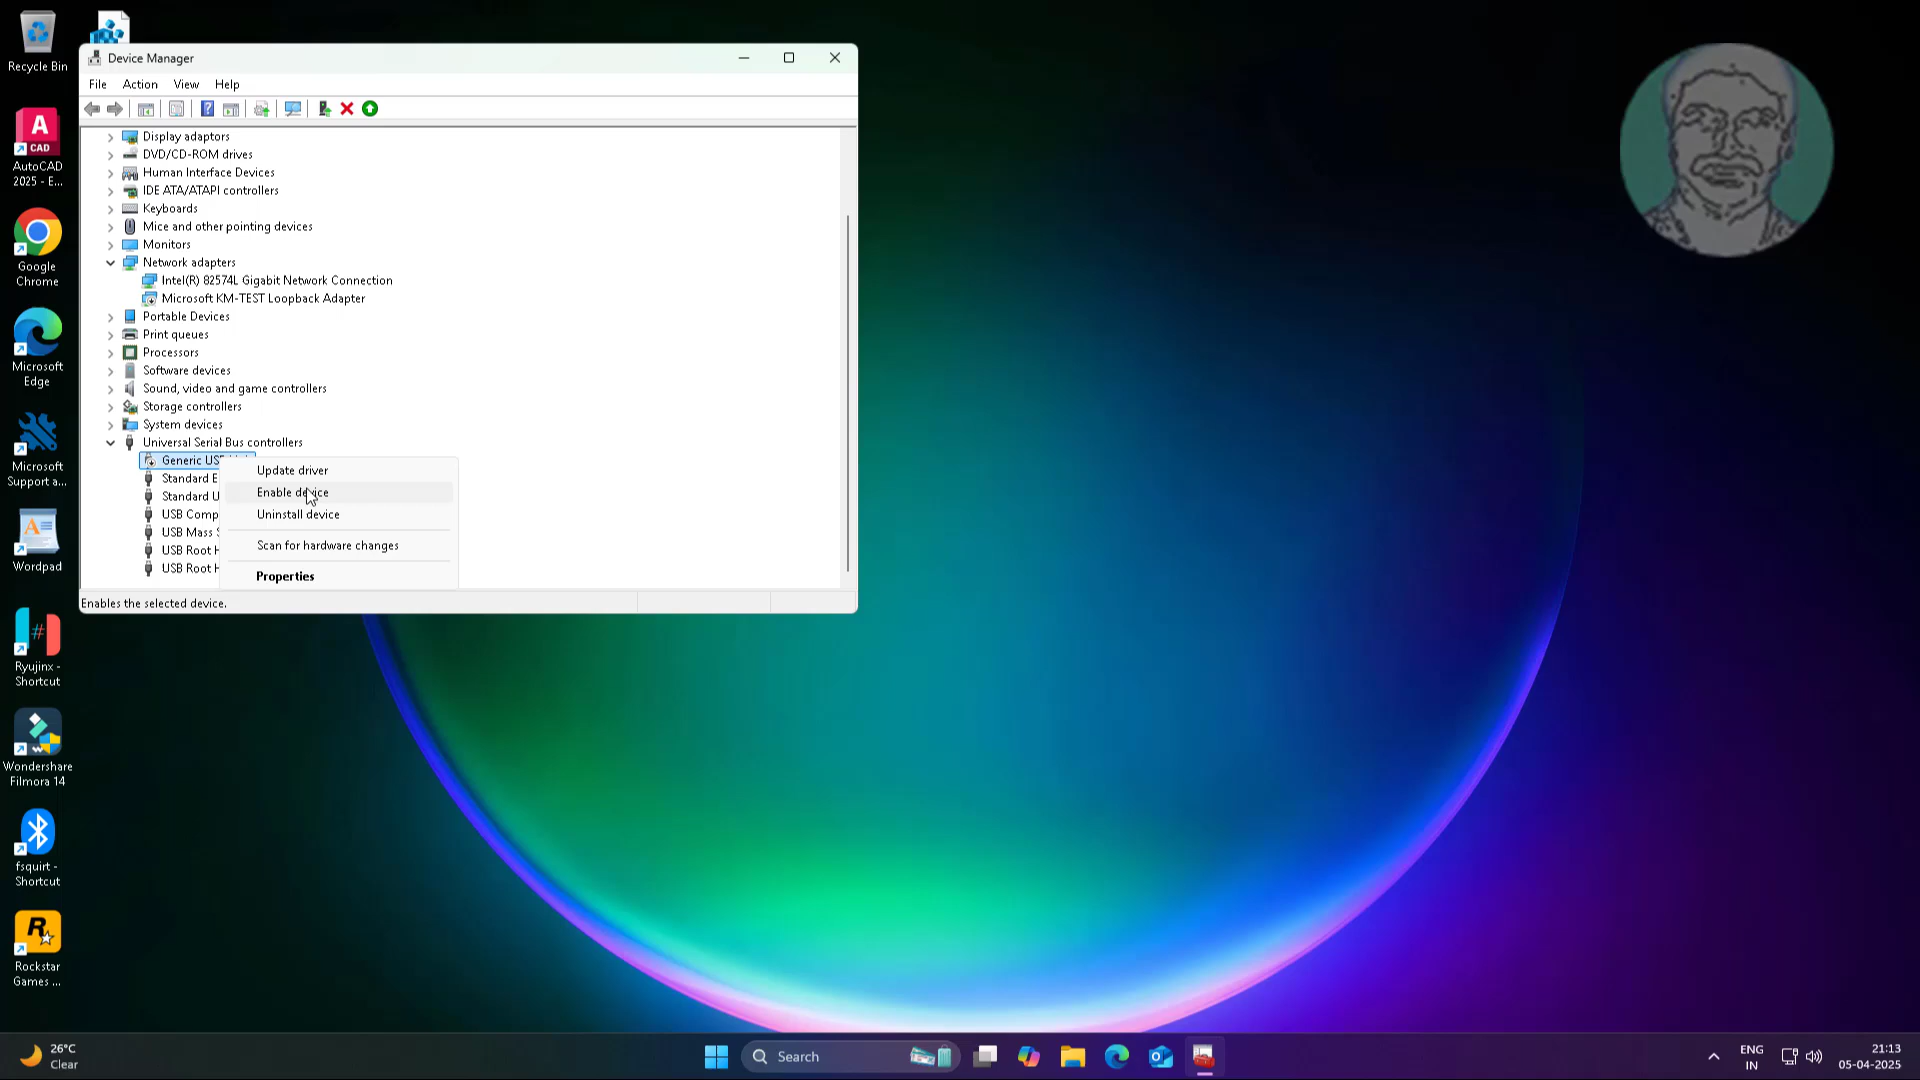 Recycle Bin
A
CAD
AutoCAD
2025 - E...
Google
Chrome
Microsoft
Edge
Microsoft
Support a...
Wordpad
Ryujinx -
Shortcut
Wondershare
Filmora 14
fsquirt -
Shortcut
Rockstar
Games ...
Device Manager
File Action View Help
Display adaptors
DVD/CD-ROM drives
Human Interface Devices
IDE ATA/ATAPI controllers
Keyboards
Mice and other pointing devices
Monitors
Network adapters
Intel(R) 82574L Gigabit Network Connection
Microsoft KM-TEST Loopback Adapter
Portable Devices
Print queues
Processors
Software devices
Sound, video and game controllers
Storage controllers
System devices
Universal Serial Bus controllers
Generic US
Standard E
Standard U
USB Comp
USB Mass S
USB Root H
USB Root H
Update driver
Enable device
Uninstall device
Scan for hardware changes
Properties
Enables the selected device.
26°C
Clear
Search
ENG
IN
21:13
05-04-2025